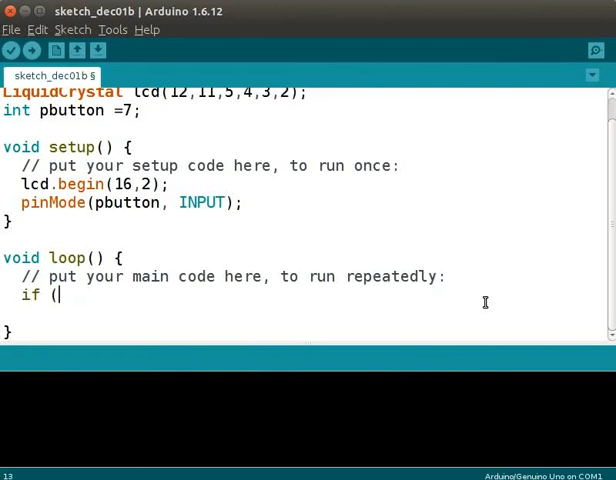 sketch_dec01b | Arduino 1.6.12
File Edit Sketch Tools Help
sketch_dec01b §
LiquidCrystal lcd(12,11,5,4,3,2);
int pbutton =7;
void setup() {
// put your setup code here, to run once:
lcd.begin(16,2);
pinMode(pbutton, INPUT);
}
void loop() {
// put your main code here, to run repeatedly:
if (
}
13
Arduino/Genuino Uno on COM1